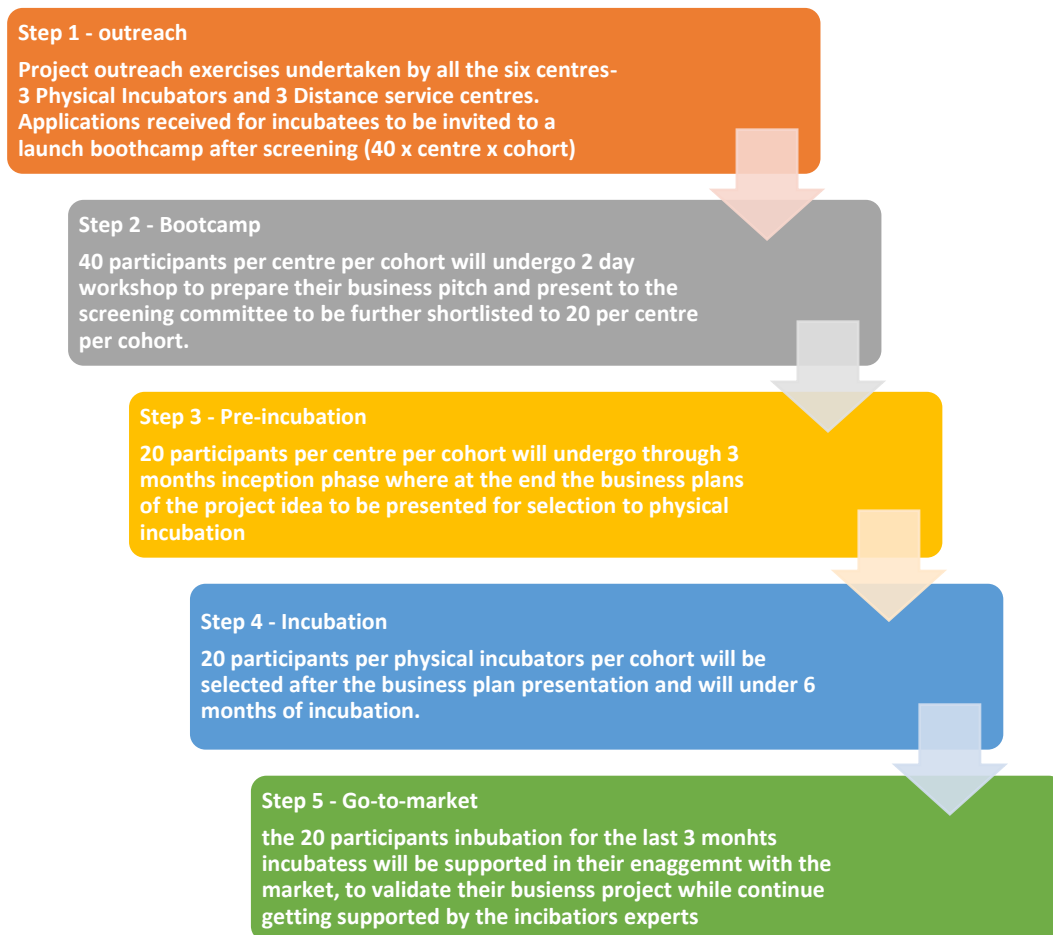 Step 1 - outreach
Project outreach exercises undertaken by all the six centres-
3 Physical Incubators and 3 Distance service centres.
Applications received for incubatees to be invited to a
launch boothcamp after screening (40 x centre x cohort)
Step 2 - Bootcamp
40 participants per centre per cohort will undergo 2 day
workshop to prepare their business pitch and present to the
screening committee to be further shortlisted to 20 per centre
per cohort.
Step 3 - Pre-incubation
20 participants per centre per cohort will undergo through 3
months inception phase where at the end the business plans
of the project idea to be presented for selection to physical
incubation
Step 4 - Incubation
20 participants per physical incubators per cohort will be
selected after the business plan presentation and will under 6
months of incubation.
Step 5 - Go-to-market
the 20 participants inbubation for the last 3 monhts
incubatess will be supported in their enaggemnt with the
market, to validate their busienss project while continue
getting supported by the incibatiors experts